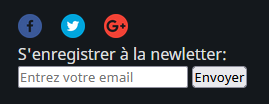 f
G+
S'enregistrer à la newletter:
Entrez votre email
Envoyer